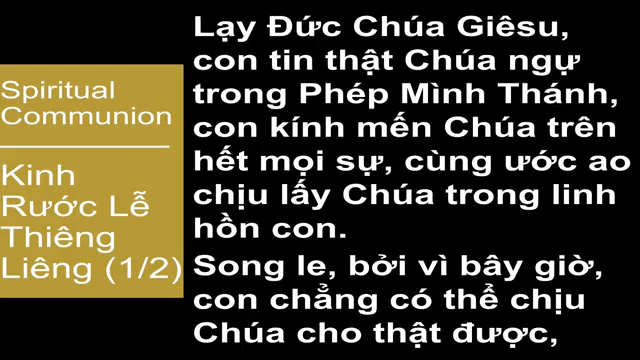 Spiritual
Communion
Kinh
Rước Lễ
Thiêng
Liêng (1/2)
Lạy Đức Chúa Giêsu,
con tin thật Chúa ngự
trong Phép Mình Thánh,
con kính mến Chúa trên
hết mọi sự, cùng ước ao
chịu lấy Chúa trong linh
hồn con.
Song le, bởi vì bây giờ,
con chẳng có thể chịu
Chúa cho thật được,